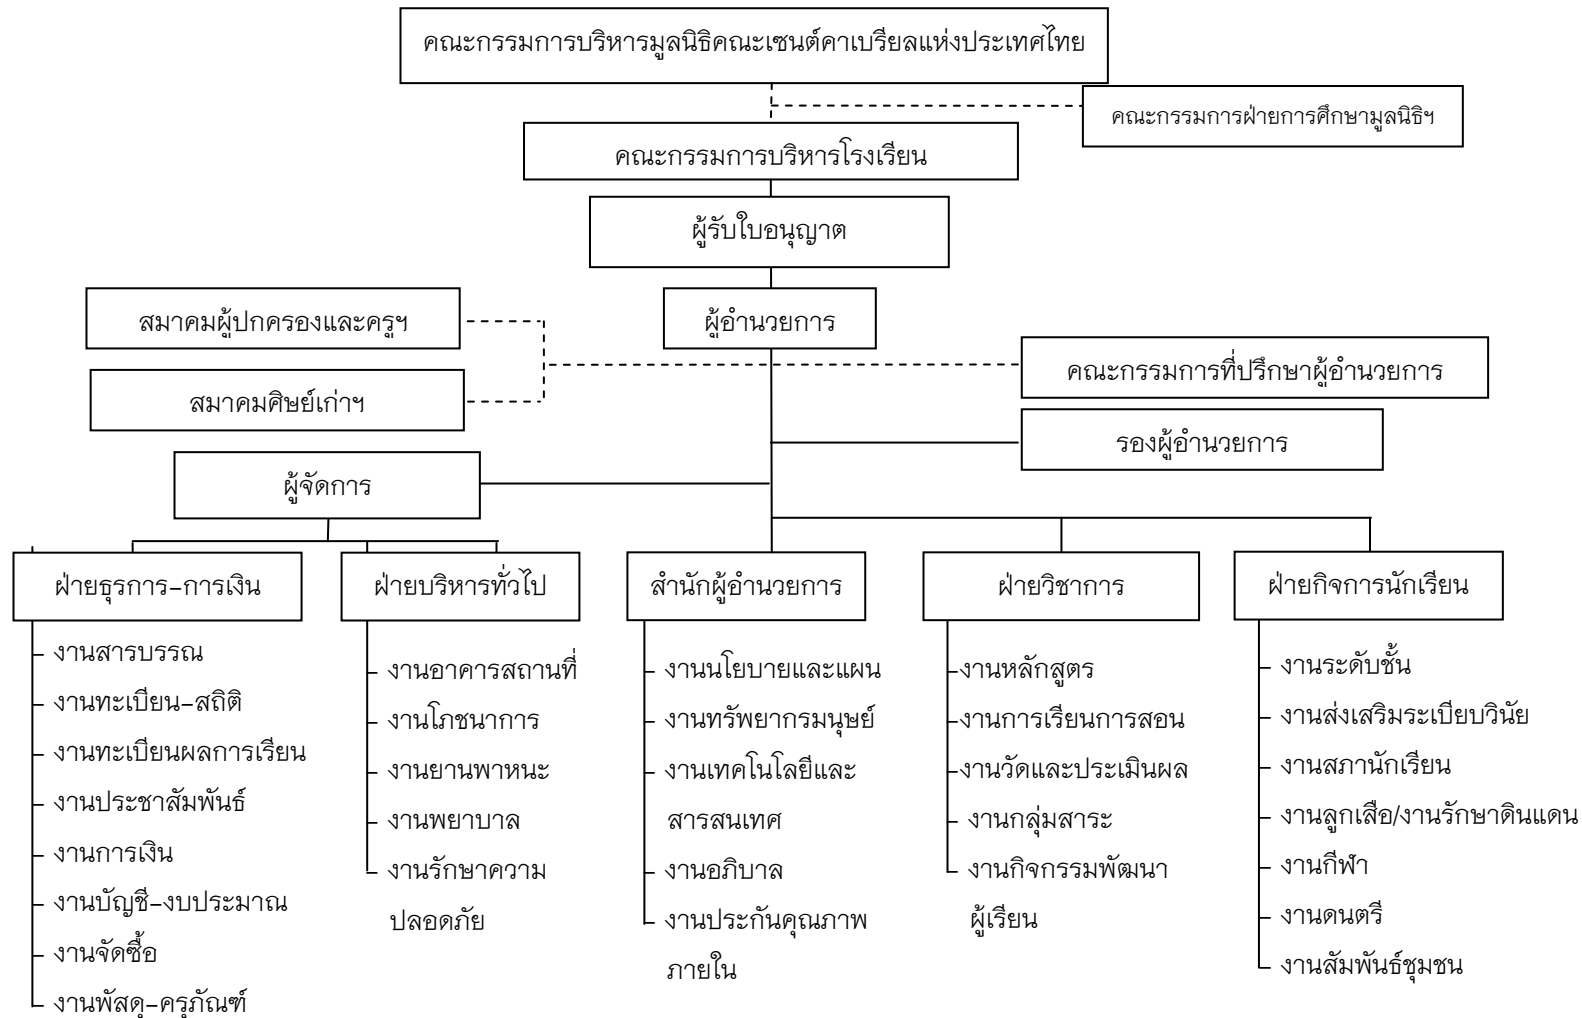 คณะกรรมการบริหารมูลนิธิคณะเซนต์คาเบรียลแห่งประเทศไทย
คณะกรรมการฝ่ายการศึกษามูลนิธิฯ
คณะกรรมการบริหารโรงเรียน
ผู้รับใบอนุญาต
สมาคมผู้ปกครองและครูฯ
ผู้อำนวยการ
คณะกรรมการที่ปรึกษาผู้อำนวยการ
สมาคมศิษย์เก่าฯ
รองผู้อำนวยการ
ผู้จัดการ
ฝ่ายธุรการ-การเงิน
งานสารบรรณ
งานทะเบียน-สถิติ
งานทะเบียนผลการเรียน
งานประชาสัมพันธ์
งานการเงิน
งานบัญชี-งบประมาณ
งานจัดซื้อ
งานพัสดุ-ครุภัณฑ์
ฝ่ายบริหารทั่วไป
งานอาคารสถานที่
งานโภชนาการ
งานยานพาหนะ
งานพยาบาล
งานรักษาความ
ปลอดภัย
สำนักผู้อำนวยการ
งานนโยบายและแผน
งานทรัพยากรมนุษย์
งานเทคโนโลยีและ
สารสนเทศ
งานอภิบาล
งานประกันคุณภาพ
ภายใน
ฝ่ายวิชาการ
งานหลักสูตร
งานการเรียนการสอน
งานวัดและประเมินผล
งานกลุ่มสาระ
งานกิจกรรมพัฒนา
ผู้เรียน
ฝ่ายกิจการนักเรียน
งานระดับชั้น
งานส่งเสริมระเบียบวินัย
งานสภานักเรียน
งานลูกเสือ/งานรักษาดินแดน
งานกีฬา
งานดนตรี
งานสัมพันธ์ชุมชน